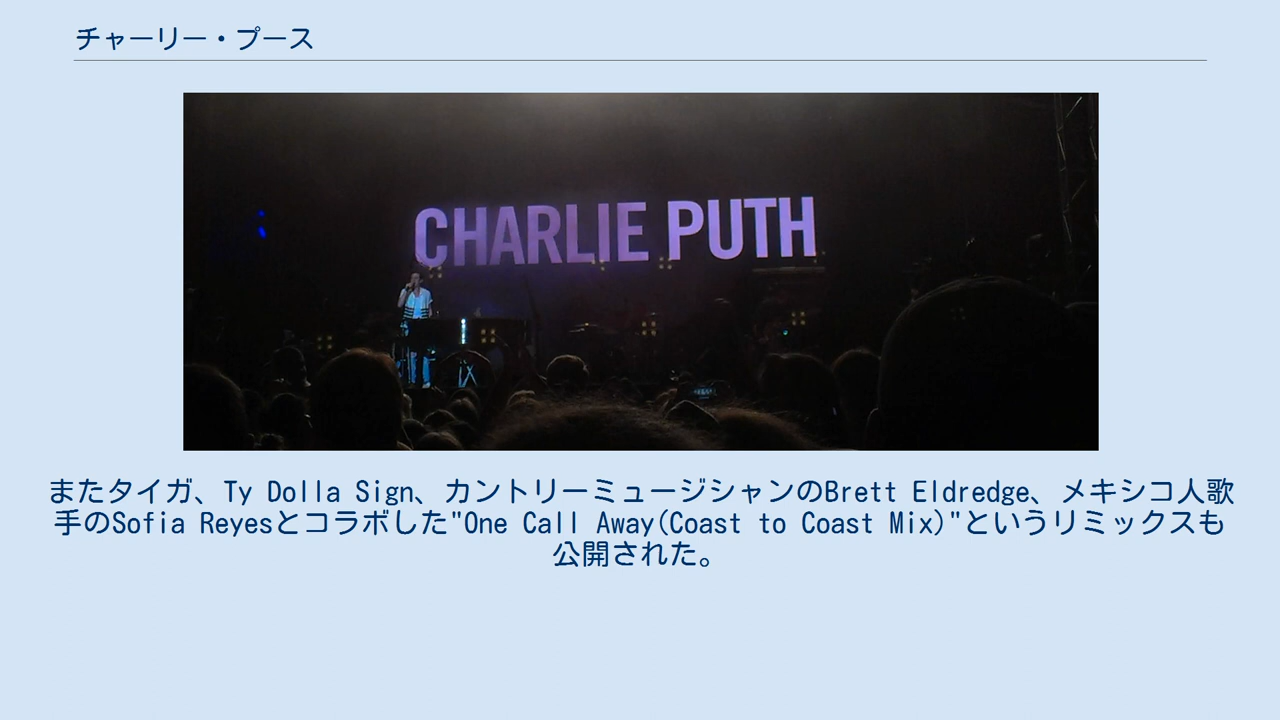 チャーリー・プース
CHARLIE PUTH
またタイガ、Ty Dolla Sign、カントリーミュージシャンのBrett Eldredge、メキシコ人歌
手のSofia Reyesとコラボした"One Call Away(Coast to Coast Mix)"というリミックスも
公開された。